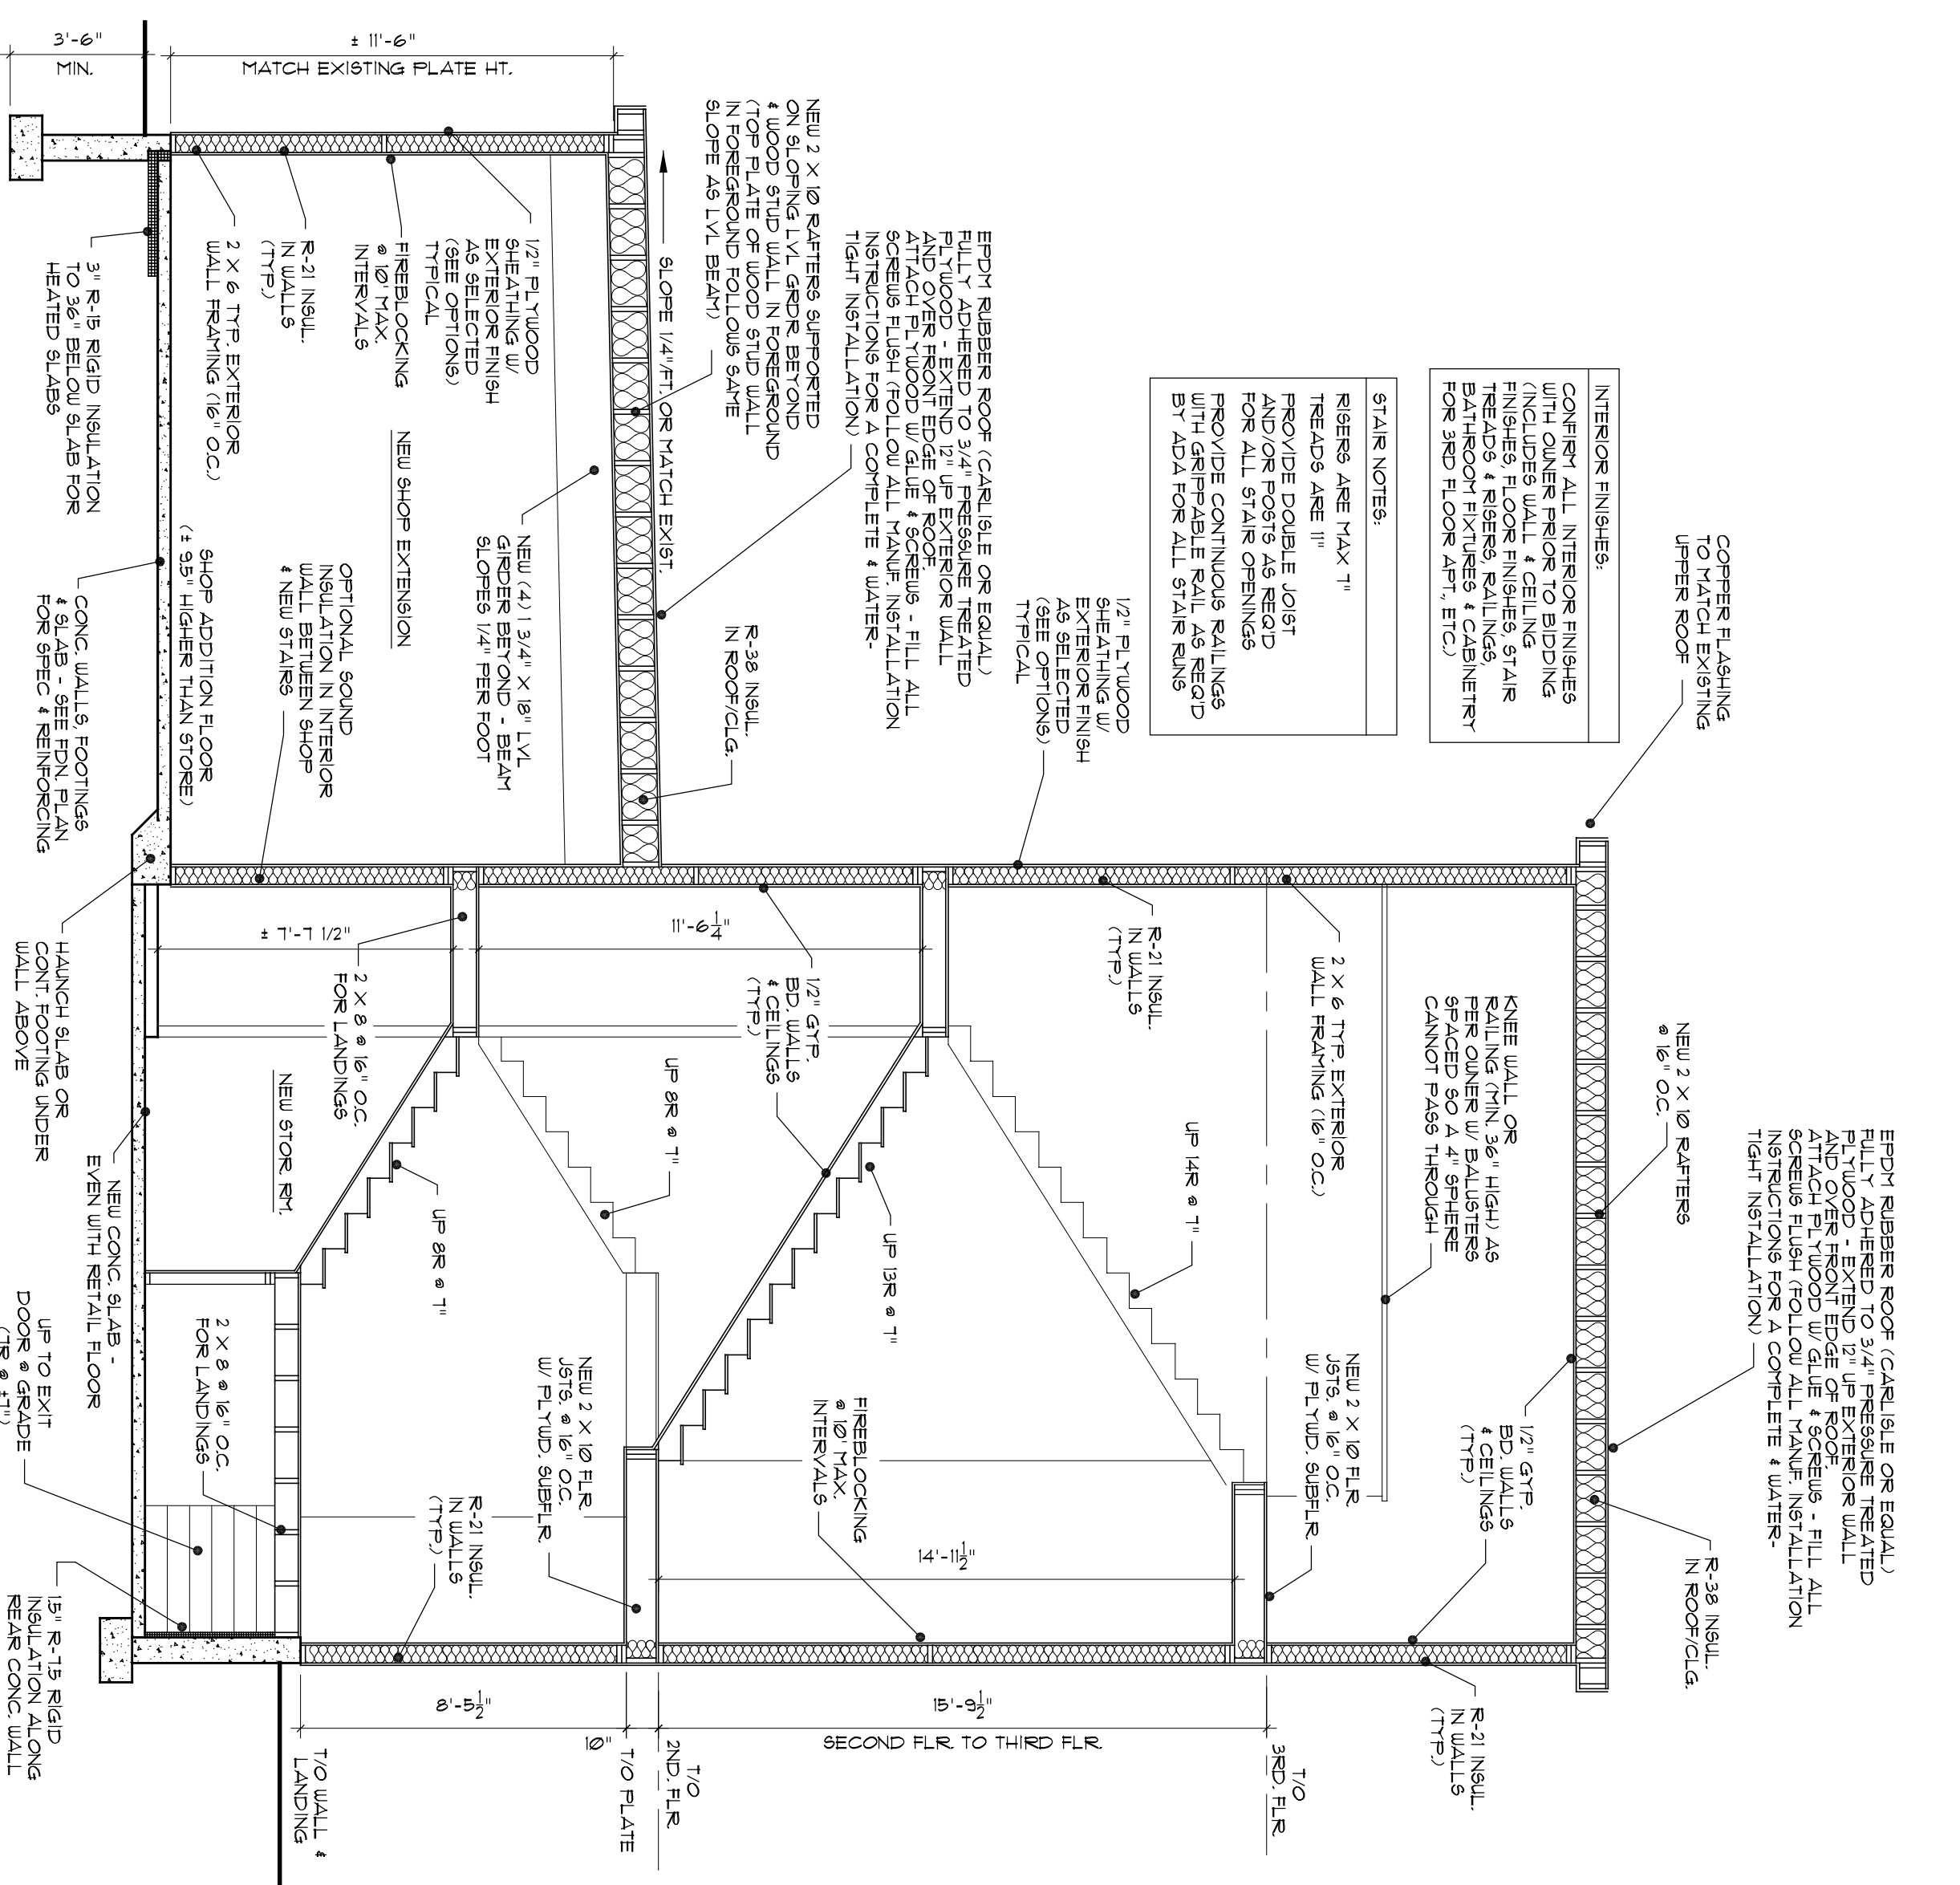 EPDM RUBBER ROOF (CARLISLE OR EQUAL)
FULLY ADHERED TO 3/4" PRESSURE TREATED
PLYWOOD - EXTEND 12" UP EXTERIOR WALL
AND OVER FRONT EDGE OF ROOF.
ATTACH PLYWOOD W/ GLUE & SCREWS - FILL ALL
SCREWS FLUSH (FOLLOW ALL MANUF. INSTALLATION
INSTRUCTIONS FOR A COMPLETE & WATER-
TIGHT INSTALLATION)
COPPER FLASHING
TO MATCH EXISTING
UPPER ROOF
NEW 2 X 10 RAFTERS
@ 16" O.C.
R-38 INSUL.
IN ROOF/CLG.
INTERIOR FINISHES:
CONFIRM ALL INTERIOR FINISHES
WITH OWNER PRIOR TO BIDDING
(INCLUDES WALL & CEILING
FINISHES, FLOOR FINISHES, STAIR
TREADS & RISERS, RAILINGS,
BATHROOM FIXTURES & CABINETRY
FOR 3RD FLOOR APT., ETC.)
STAIR NOTES:
RISERS ARE MAX 7"
TREADS ARE 11"
PROVIDE DOUBLE JOIST
AND/OR POSTS AS REQ'D
FOR ALL STAIR OPENINGS
PROVIDE CONTINUOUS RAILINGS
WITH GRIPPABLE RAIL AS REQ'D
BY ADA FOR ALL STAIR RUNS
KNEE WALL OR
RAILING (MIN. 36" HIGH) AS
PER OWNER W/ BALUSTERS
SPACED SO A 4" SPHERE
CANNOT PASS THROUGH
1/2" GYP.
BD. WALLS
& CEILINGS
(TYP.)
R-21 INSUL.
IN WALLS
(TYP.)
2 X 6 TYP. EXTERIOR
WALL FRAMING (16" O.C.)
NEW 2 X 10 FLR.
JSTS. @ 16" O.C.
W/ PLYWD. SUBFLR.
T/O
3RD. FLR.
1/2" PLYWOOD
SHEATHING W/
EXTERIOR FINISH
AS SELECTED
(SEE OPTIONS)
TYPICAL
R-21 INSUL.
IN WALLS
(TYP.)
UP 14R @ 7"
EPDM RUBBER ROOF (CARLISLE OR EQUAL)
FULLY ADHERED TO 3/4" PRESSURE TREATED
PLYWOOD - EXTEND 12" UP EXTERIOR WALL
AND OVER FRONT EDGE OF ROOF.
ATTACH PLYWOOD W/ GLUE & SCREWS - FILL ALL
SCREWS FLUSH (FOLLOW ALL MANUF. INSTALLATION
INSTRUCTIONS FOR A COMPLETE & WATER-
TIGHT INSTALLATION)
14'-11 1/2"
15'-9 1/2"
SECOND FLR. TO THIRD FLR.
UP 13R @ 7"
FIREBLOCKING
@ 10' MAX.
INTERVALS
NEW 2 X 10 RAFTERS SUPPORTED
ON SLOPING LVL GRDR. BEYOND
& WOOD STUD WALL IN FOREGROUND
(TOP PLATE OF WOOD STUD WALL
IN FOREGROUND FOLLOWS SAME
SLOPE AS LVL BEAM)
R-38 INSUL.
IN ROOF/CLG.
1/2" GYP.
BD. WALLS
& CEILINGS
(TYP.)
11'-6 1/4"
SLOPE 1/4"/FT. OR MATCH EXIST.
UP 8R @ 7"
T/O
2ND. FLR.
10"
T/O PLATE
NEW 2 X 10 FLR.
JSTS. @ 16" O.C.
W/ PLYWD. SUBFLR.
± 11'-6"
MATCH EXISTING PLATE HT.
1/2" PLYWOOD
SHEATHING W/
EXTERIOR FINISH
AS SELECTED
(SEE OPTIONS)
TYPICAL
NEW (4) 1 3/4" X 18" LVL
GIRDER BEYOND - BEAM
SLOPES 1/4" PER FOOT
NEW SHOP EXTENSION
FIREBLOCKING
@ 10' MAX.
INTERVALS
R-21 INSUL.
IN WALLS
(TYP.)
2 X 6 TYP. EXTERIOR
WALL FRAMING (16" O.C.)
OPTIONAL SOUND
INSULATION IN INTERIOR
WALL BETWEEN SHOP
& NEW STAIRS
SHOP ADDITION FLOOR
(± 9.5" HIGHER THAN STORE)
± 7'-7 1/2"
2 X 8 @ 16" O.C.
FOR LANDINGS
UP 8R @ 7"
R-21 INSUL.
IN WALLS
(TYP.)
8'-5 1/2"
NEW STOR. RM.
T/O WALL &
LANDING
2 X 8 @ 16" O.C.
FOR LANDINGS
3'-6"
MIN.
3" R-15 RIGID INSULATION
TO 36" BELOW SLAB FOR
HEATED SLABS
CONC. WALLS, FOOTINGS
& SLAB - SEE FDN. PLAN
FOR SPEC & REINFORCING
HAUNCH SLAB OR
CONT. FOOTING UNDER
WALL ABOVE
NEW CONC. SLAB -
EVEN WITH RETAIL FLOOR
UP TO EXIT
DOOR @ GRADE
(7R @ ±7")
1.5" R-7.5 RIGID
INSULATION ALONG
REAR CONC. WALL
R-21 INSUL.
IN WALLS
(TYP.)